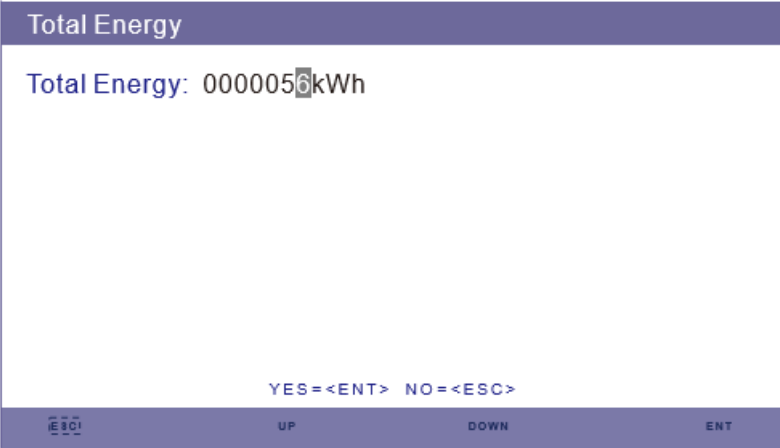 Total Energy
Total Energy: 0000056kWh
YES=<ENT> NO=<ESC>
ESC UP DOWN ENT